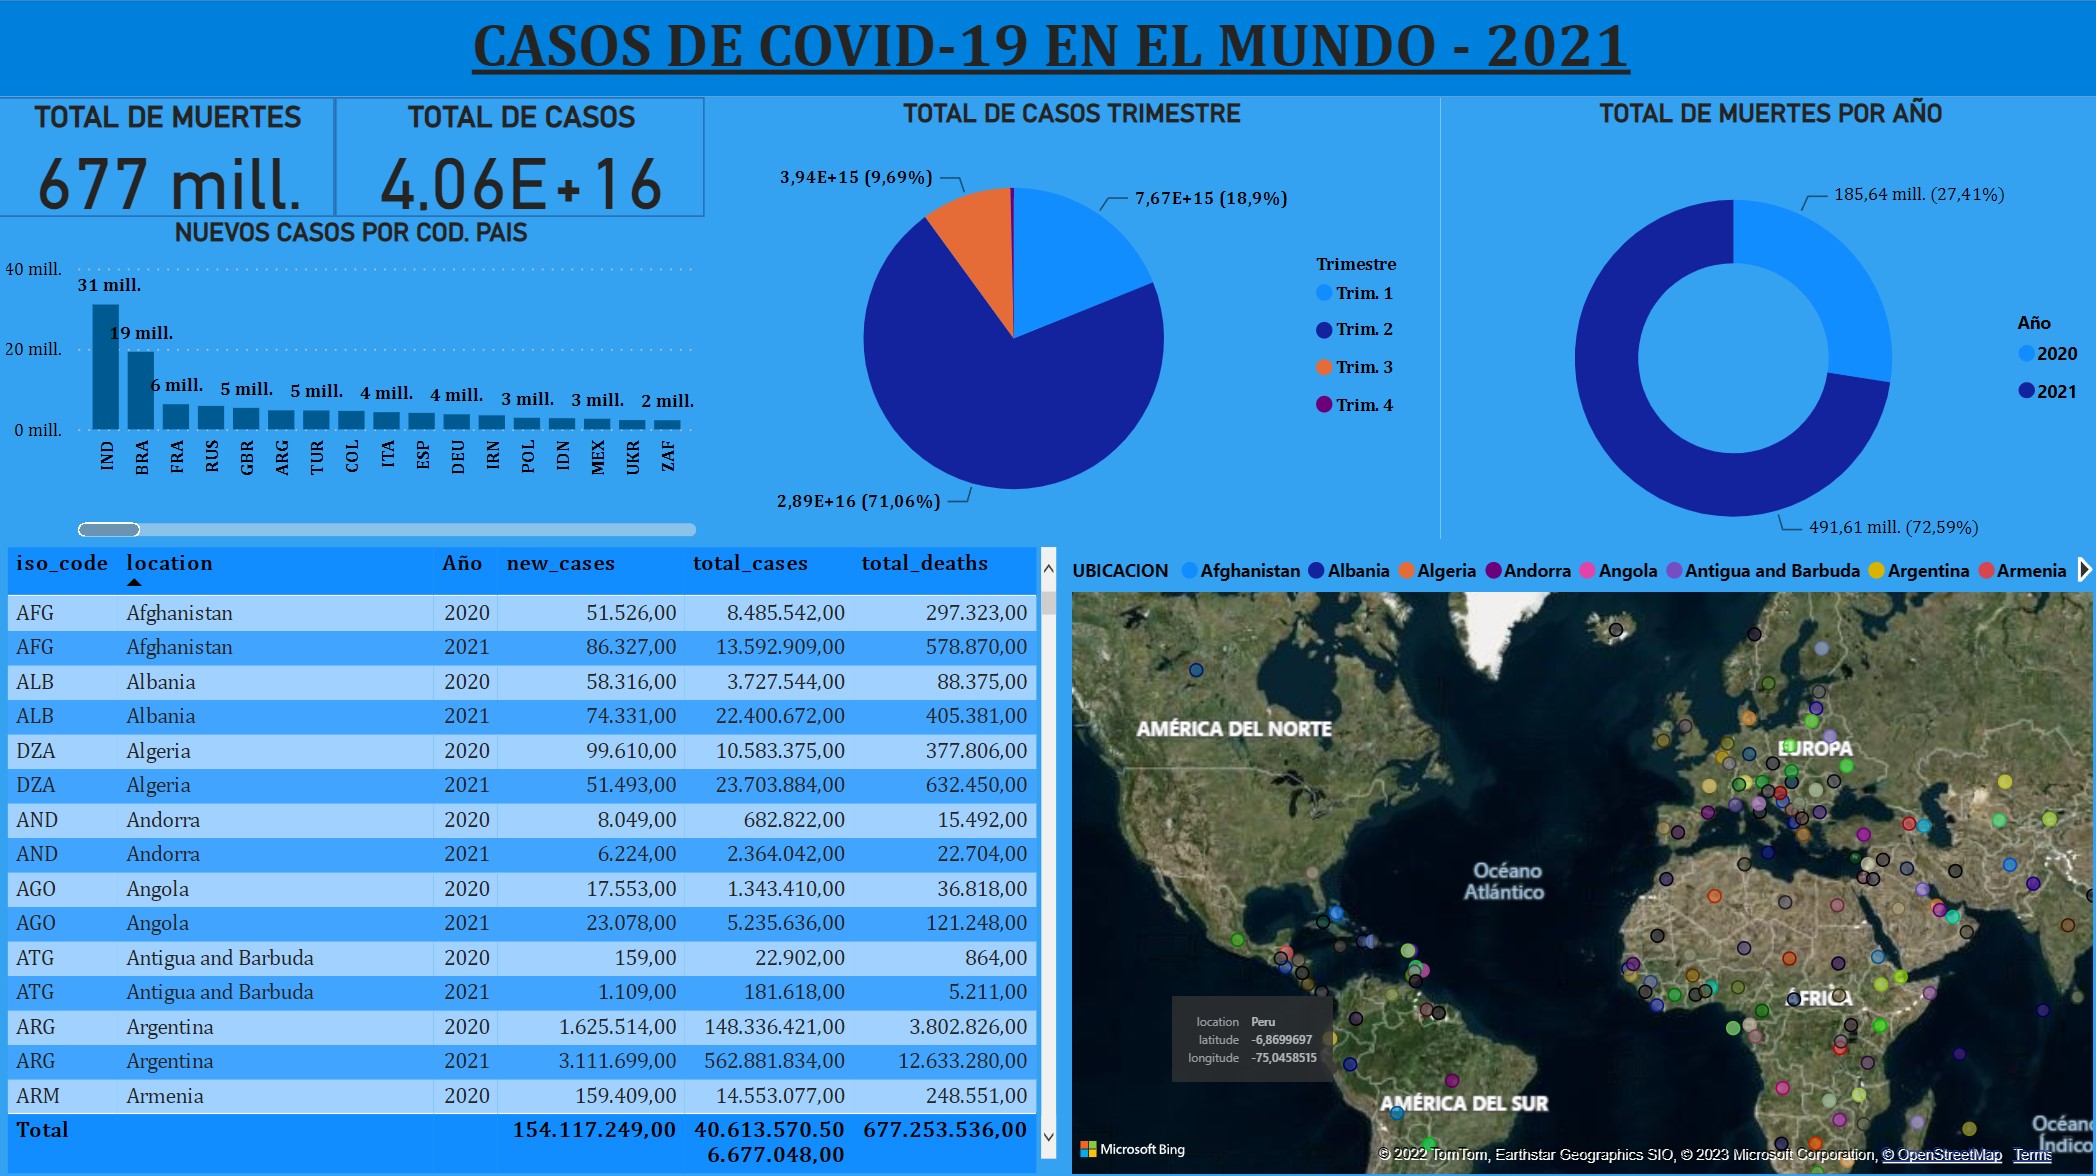 CASOS DE COVID-19 EN EL MUNDO - 2021
TOTAL DE MUERTES
677 mill.
TOTAL DE CASOS
4.06E+16
NUEVOS CASOS POR COD. PAIS
40 mill.
20 mill.
0 mill.
31 mill.
19 mill.
6 mill.
5 mill.
5 mill.
4 mill.
4 mill.
3 mill.
3 mill.
2 mill.
IND
BRA
FRA
RUS
GBR
ARG
TUR
COL
ITA
ESP
DEU
IRN
POL
IDN
MEX
UKR
ZAF
TOTAL DE CASOS TRIMESTRE
3,94E+15 (9,69%)
7,67E+15 (18,9%)
2,89E+16 (71,06%)
Trimestre
Trim. 1
Trim. 2
Trim. 3
Trim. 4
TOTAL DE MUERTES POR AÑO
185,64 mill. (27,41%)
491,61 mill. (72,59%)
Año
2020
2021
iso_code location Año new_cases total_cases total_deaths
AFG Afghanistan 2020 51.526,00 8.485.542,00 297.323,00
AFG Afghanistan 2021 86.327,00 13.592.909,00 578.870,00
ALB Albania 2020 58.316,00 3.727.544,00 88.375,00
ALB Albania 2021 74.331,00 22.400.672,00 405.381,00
DZA Algeria 2020 99.610,00 10.583.375,00 377.806,00
DZA Algeria 2021 51.493,00 23.703.884,00 632.450,00
AND Andorra 2020 8.049,00 682.822,00 15.492,00
AND Andorra 2021 6.224,00 2.364.042,00 22.704,00
AGO Angola 2020 17.553,00 1.343.410,00 36.818,00
AGO Angola 2021 23.078,00 5.235.636,00 121.248,00
ATG Antigua and Barbuda 2020 159,00 22.902,00 864,00
ATG Antigua and Barbuda 2021 1.109,00 181.618,00 5.211,00
ARG Argentina 2020 1.625.514,00 148.336.421,00 3.802.826,00
ARG Argentina 2021 3.111.699,00 562.881.834,00 12.633.280,00
ARM Armenia 2020 159.409,00 14.553.077,00 248.551,00
Total 154.117.249,00 40.613.570.50 677.253.536,00
6.677.048,00
UBICACION Afghanistan Albania Algeria Andorra Angola Antigua and Barbuda Argentina Armenia
AMÉRICA DEL NORTE
EUROPA
Océano
Atlántico
ÁFRICA
location Peru
latitude -6,8699697
longitude -75,0458515
AMÉRICA DEL SUR
Océano
Índico
Microsoft Bing
© 2022 TomTom, Earthstar Geographics SIO, © 2023 Microsoft Corporation, © OpenStreetMap Terms